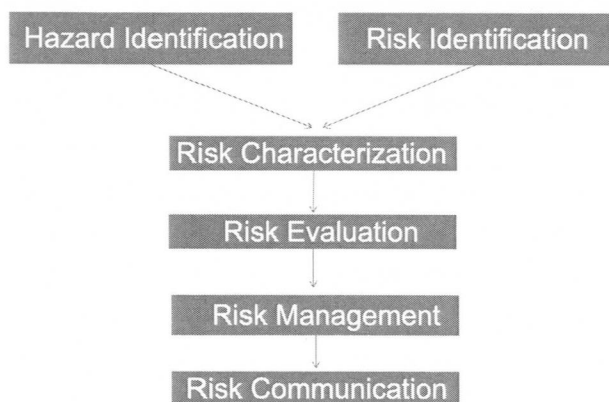 Hazard Identification
Risk Identification
Risk Characterization
Risk Evaluation
Risk Management
Risk Communication